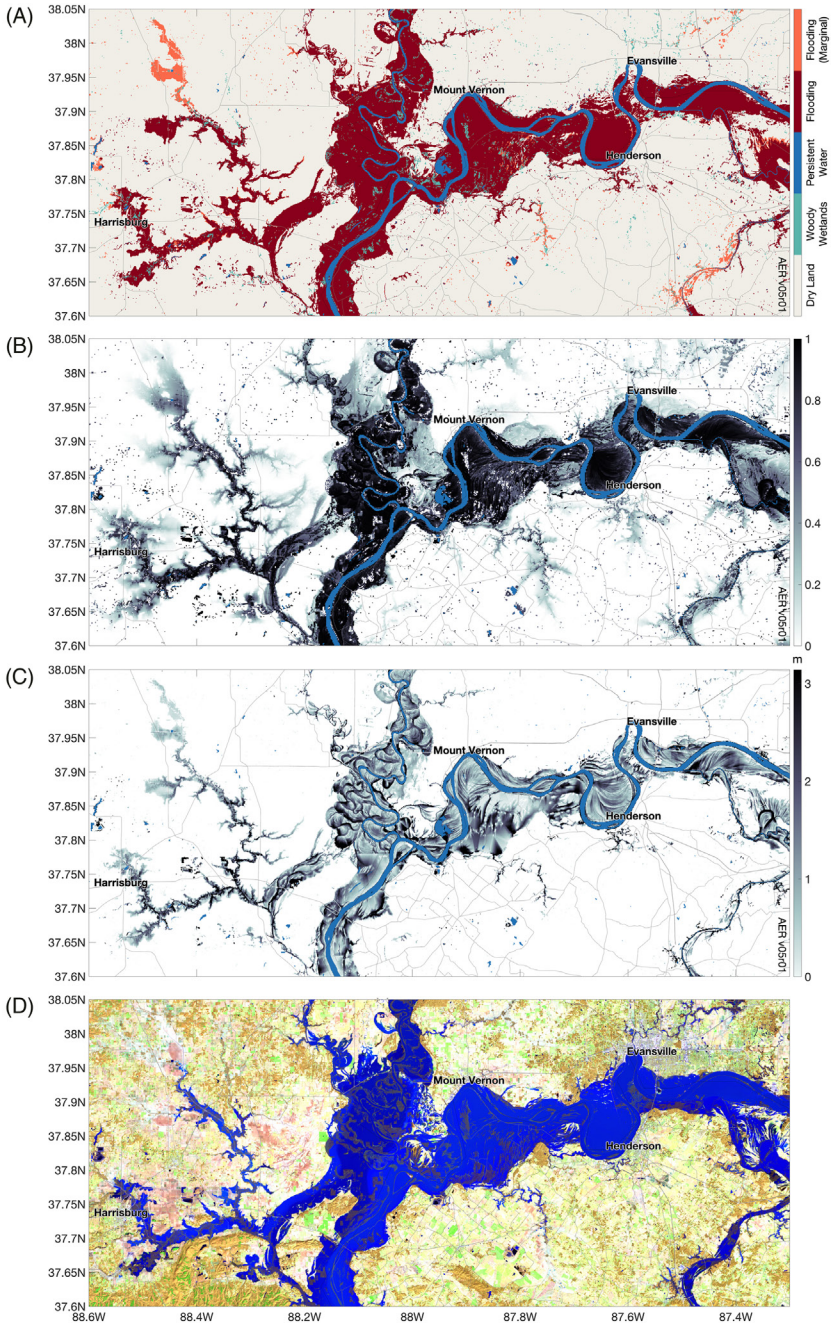 (A)
38.05N
38N
37.95N
37.9N
37.85N
37.8N
37.75N
37.7N
37.65N
37.6N
Evansville
Mount Vernon
Henderson
Harrisburg
AER v05r01
Flooding
(Marginal)
Flooding
Persistent
Water
Woody
Wetlands
Dry Land
(B)
38.05N
38N
37.95N
37.9N
37.85N
37.8N
37.75N
37.7N
37.65N
37.6N
Evansville
Mount Vernon
Henderson
Harrisburg
AER v05r01
1
0.8
0.6
0.4
0.2
0
(C)
38.05N
38N
37.95N
37.9N
37.85N
37.8N
37.75N
37.7N
37.65N
37.6N
Evansville
Mount Vernon
Henderson
Harrisburg
AER v05r01
m
3
2
1
0
(D)
38.05N
38N
37.95N
37.9N
37.85N
37.8N
37.75N
37.7N
37.65N
37.6N
Evansville
Mount Vernon
Henderson
Harrisburg
88.6W
88.4W
88.2W
88W
87.8W
87.6W
87.4W